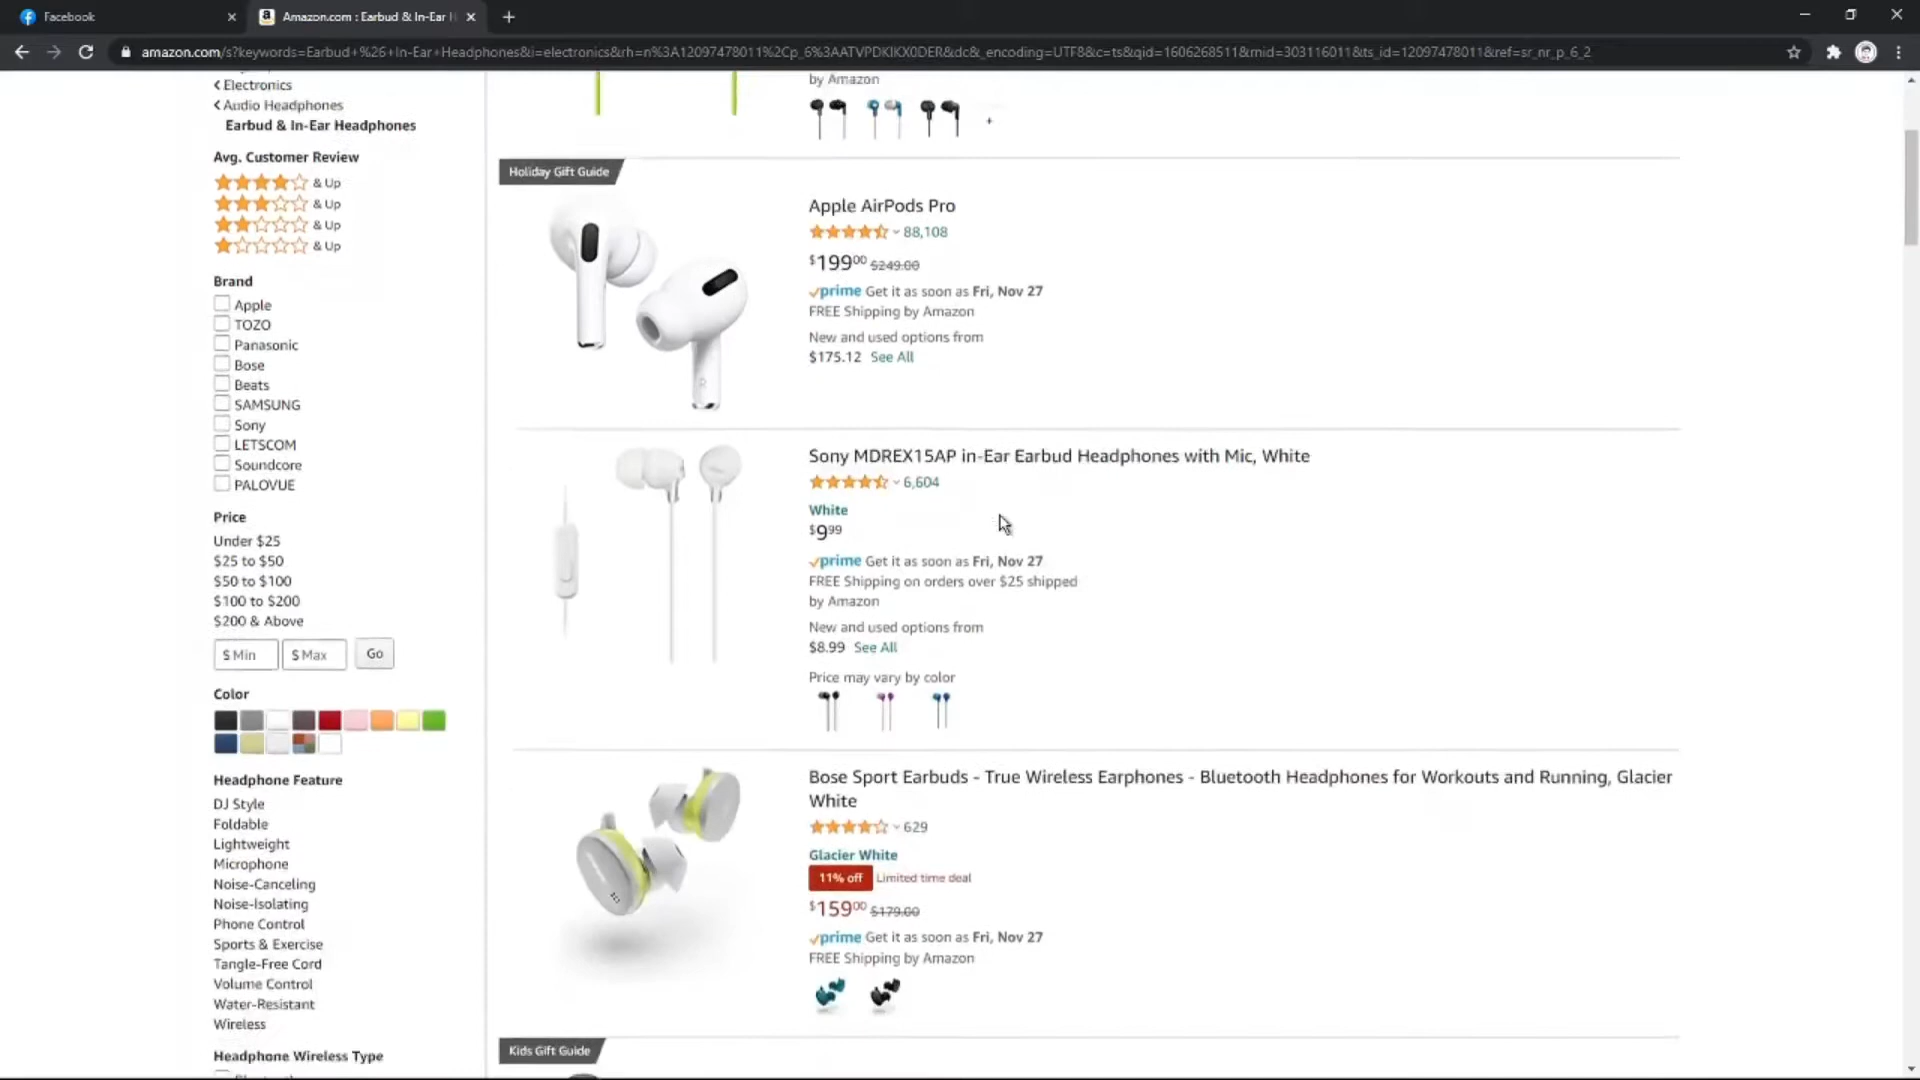 Facebook
Amazon.com : Earbud & In-Ear H
amazon.com/s?keywords=Earbud+%26+In-Ear+Headphones&i=electronics&rh=n%3A12097478011%2Cp_6%3AATVPDKIKX0DER&dc&_encoding=UTF8&c=ts&qid=1606268511&rnid=303116011&ts_id=12097478011&ref=sr_nr_p_6_2
Electronics
Audio Headphones
Earbud & In-Ear Headphones
Avg. Customer Review
& Up
& Up
& Up
& Up
Brand
Apple
TOZO
Panasonic
Bose
Beats
SAMSUNG
Sony
LETSCOM
Soundcore
PALOVUE
Price
Under $25
$25 to $50
$50 to $100
$100 to $200
$200 & Above
$ Min
$ Max
Go
Color
Headphone Feature
DJ Style
Foldable
Lightweight
Microphone
Noise-Canceling
Noise-Isolating
Phone Control
Sports & Exercise
Tangle-Free Cord
Volume Control
Water-Resistant
Wireless
Headphone Wireless Type
by Amazon
+
Holiday Gift Guide
Apple AirPods Pro
88,108
$199.00 $249.00
prime Get it as soon as Fri, Nov 27
FREE Shipping by Amazon
New and used options from
$175.12 See All
Sony MDREX15AP in-Ear Earbud Headphones with Mic, White
6,604
White
$9.99
prime Get it as soon as Fri, Nov 27
FREE Shipping on orders over $25 shipped
by Amazon
New and used options from
$8.99 See All
Price may vary by color
Bose Sport Earbuds - True Wireless Earphones - Bluetooth Headphones for Workouts and Running, Glacier
White
629
Glacier White
11% off Limited time deal
$159.00 $179.00
prime Get it as soon as Fri, Nov 27
FREE Shipping by Amazon
Kids Gift Guide